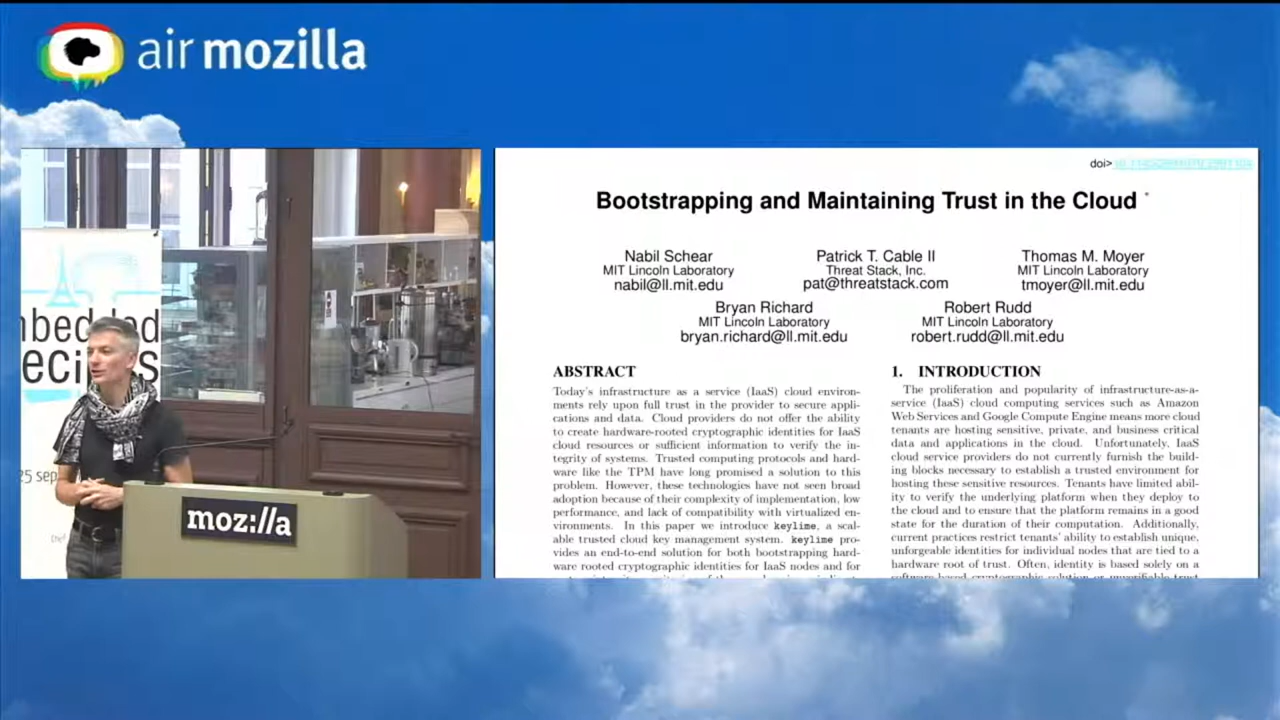 air mozilla
mbedded
ecipes
25 sep
moz://a
doi>
Bootstrapping and Maintaining Trust in the Cloud *
Nabil Schear
MIT Lincoln Laboratory
nabil@ll.mit.edu
Patrick T. Cable II
Threat Stack, Inc.
pat@threatstack.com
Thomas M. Moyer
MIT Lincoln Laboratory
tmoyer@ll.mit.edu
Bryan Richard
MIT Lincoln Laboratory
bryan.richard@ll.mit.edu
Robert Rudd
MIT Lincoln Laboratory
robert.rudd@ll.mit.edu
ABSTRACT
Today's infrastructure as a service (IaaS) cloud environ-
ments rely upon full trust in the provider to secure appli-
cations and data. Cloud providers do not offer the ability
to create hardware-rooted cryptographic identities for IaaS
cloud resources or sufficient information to verify the in-
tegrity of systems. Trusted computing protocols and hard-
ware like the TPM have long promised a solution to this
problem. However, these technologies have not seen broad
adoption because of their complexity of implementation, low
performance, and lack of compatibility with virtualized en-
vironments. In this paper we introduce keylime, a scal-
able trusted cloud key management system. keylime pro-
vides an end-to-end solution for both bootstrapping hard-
ware rooted cryptographic identities for IaaS nodes and for
1. INTRODUCTION
The proliferation and popularity of infrastructure-as-a-
service (IaaS) cloud computing services such as Amazon
Web Services and Google Compute Engine means more cloud
tenants are hosting sensitive, private, and business critical
data and applications in the cloud. Unfortunately, IaaS
cloud service providers do not currently furnish the build-
ing blocks necessary to establish a trusted environment for
hosting these sensitive resources. Tenants have limited abil-
ity to verify the underlying platform when they deploy to
the cloud and to ensure that the platform remains in a good
state for the duration of their computation. Additionally,
current practices restrict tenants' ability to establish unique,
unforgeable identities for individual nodes that are tied to a
hardware root of trust. Often, identity is based solely on a
software-based cryptographic solution or unverifiable trust